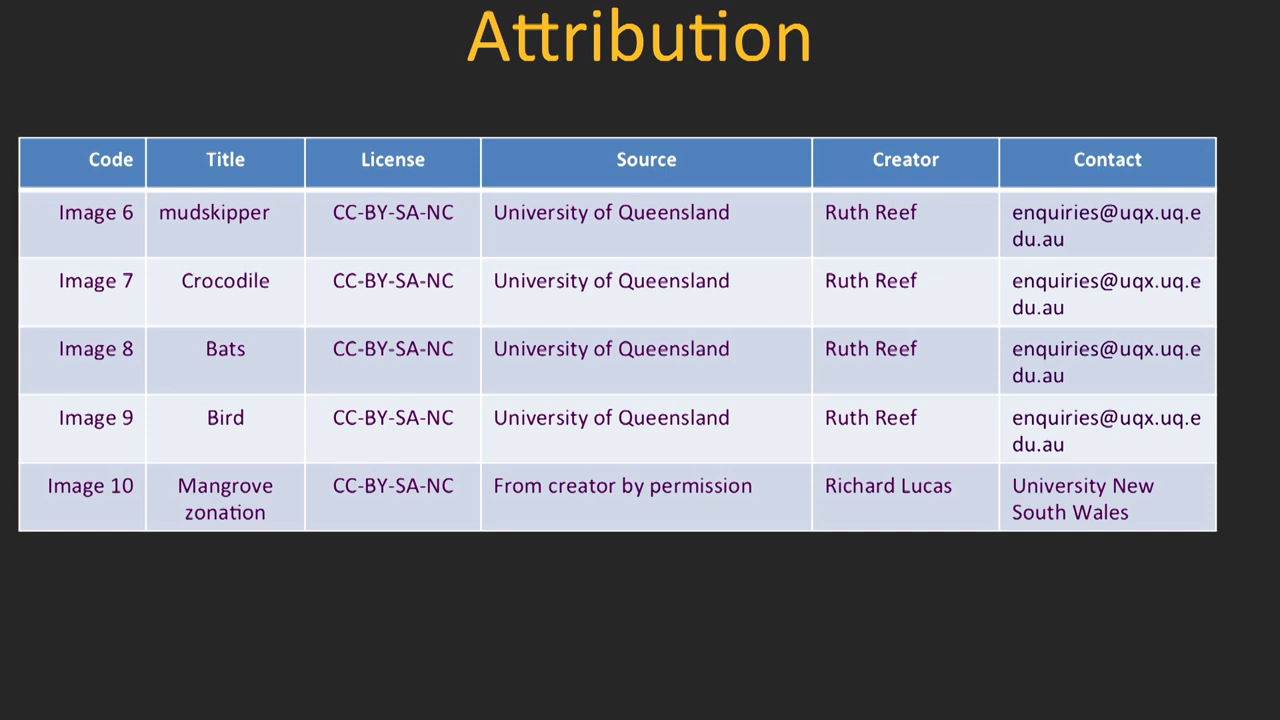 Attribution
Code Title License Source Creator Contact
Image 6 mudskipper CC-BY-SA-NC University of Queensland Ruth Reef enquiries@uqx.uq.e
du.au
Image 7 Crocodile CC-BY-SA-NC University of Queensland Ruth Reef enquiries@uqx.uq.e
du.au
Image 8 Bats CC-BY-SA-NC University of Queensland Ruth Reef enquiries@uqx.uq.e
du.au
Image 9 Bird CC-BY-SA-NC University of Queensland Ruth Reef enquiries@uqx.uq.e
du.au
Image 10 Mangrove CC-BY-SA-NC From creator by permission Richard Lucas University New
zonation South Wales